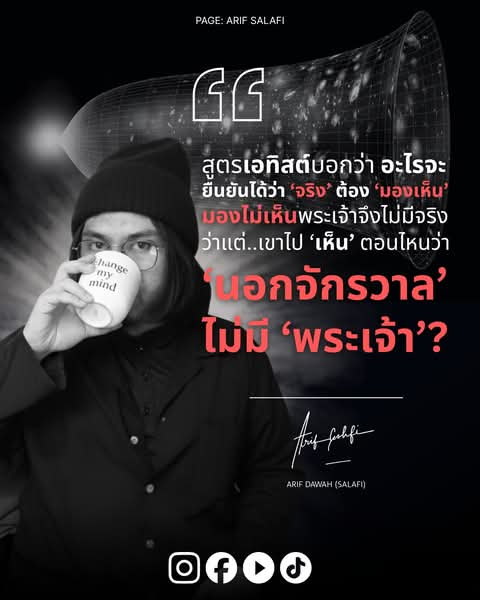 PAGE: ARIF SALAFI
สูตรเอทิสต์บอกว่า อะไรจะ
ยืนยันได้ว่า ‘จริง’ ต้อง ‘มองเห็น’
มองไม่เห็นพระเจ้าจึงไม่มีจริง
ว่าแต่..เขาไป ‘เห็น’ ตอนไหนว่า
‘นอกจักรวาล’
ไม่มี ‘พระเจ้า’?
change
my
mind
Arif Salafi
ARIF DAWAH (SALAFI)